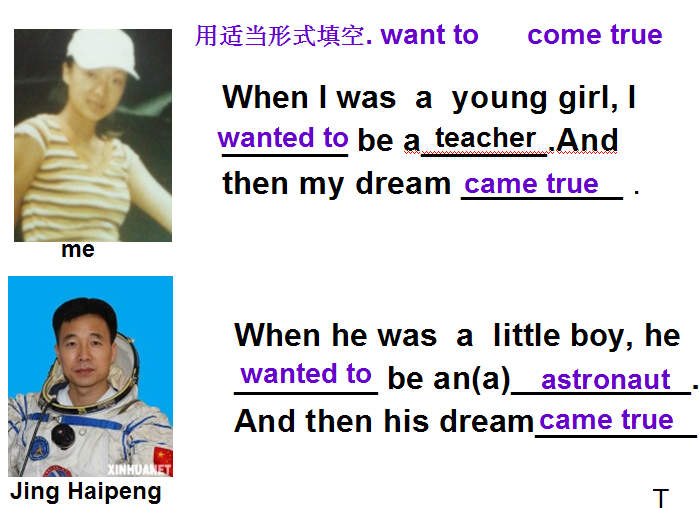 用适当形式填空. want to come true
When I was a young girl, I
wanted to be a teacher.And
then my dream came true .
me
When he was a little boy, he
wanted to be an(a) astronaut.
And then his dream came true
XINHUANET
Jing Haipeng
T